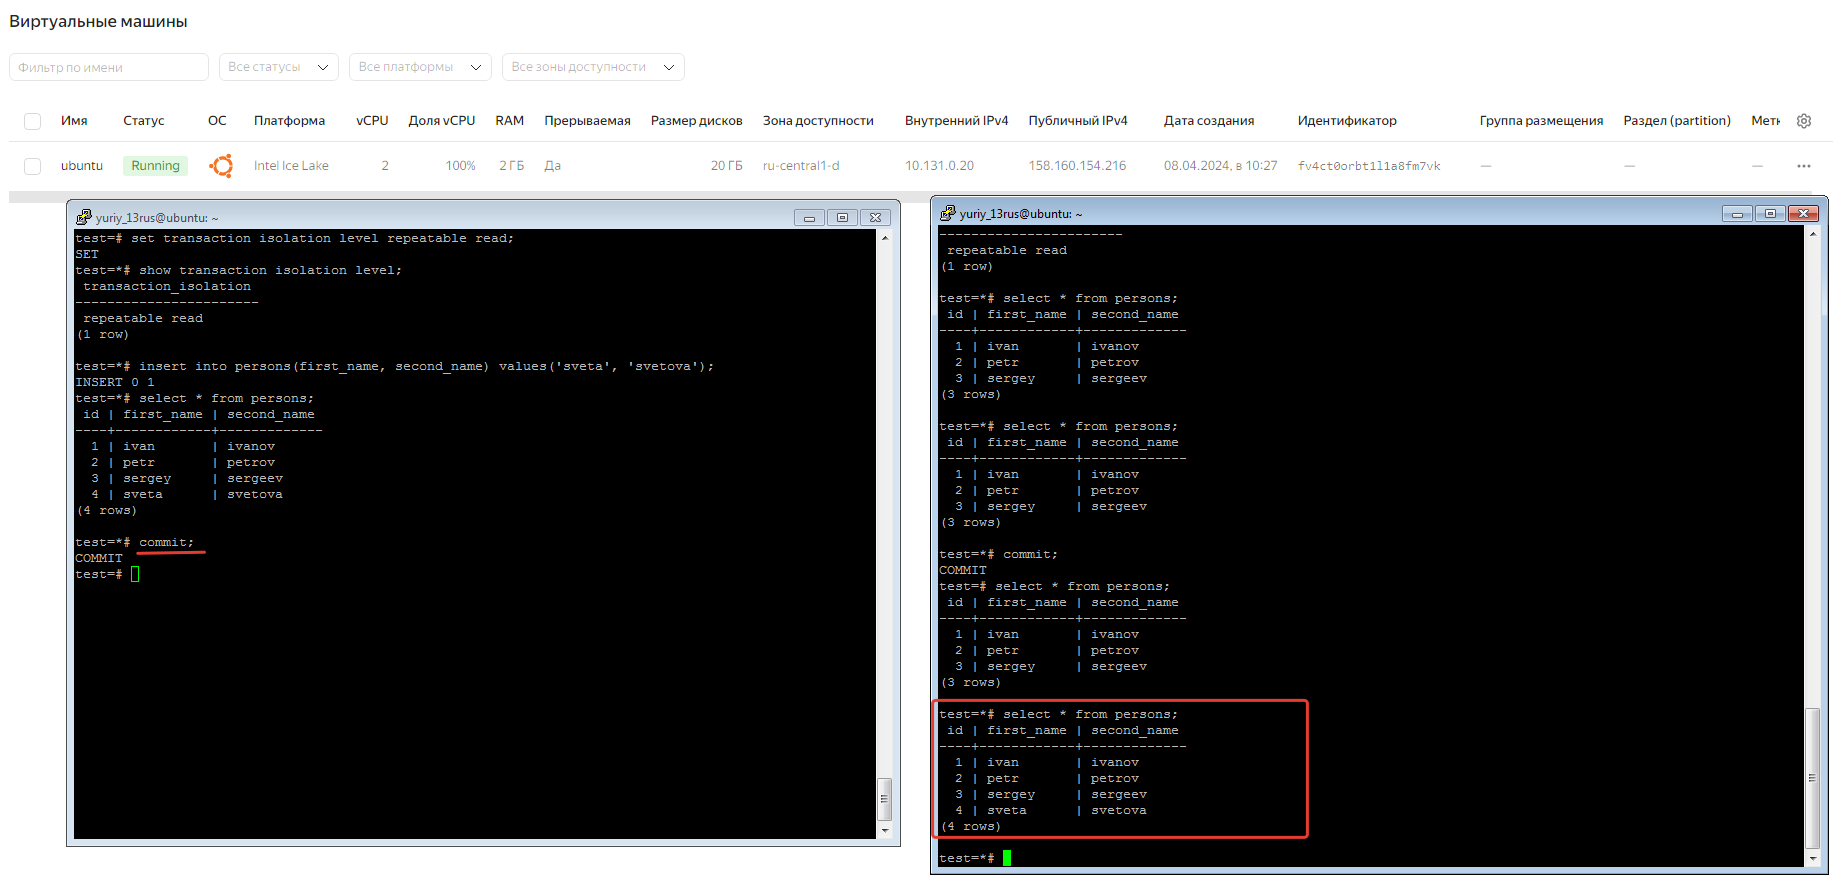 Виртуальные машины
Фильтр по имени Все статусы Все платформы Все зоны доступности
Имя Статус ОС Платформа vCPU Доля vCPU RAM Прерываемая Размер дисков Зона доступности Внутренний IPv4 Публичный IPv4 Дата создания Идентификатор Группа размещения Раздел (partition) Метк
ubuntu Running Intel Ice Lake 2 100% 2 ГБ Да 20 ГБ ru-central1-d 10.131.0.20 158.160.154.216 08.04.2024, в 10:27 fv4ct0orbt1l1a8fm7vk — — —
yuriy_13rus@ubuntu: ~
test=# set transaction isolation level repeatable read;
SET
test=*# show transaction isolation level;
transaction_isolation
-----------------------
repeatable read
(1 row)
test=*# insert into persons(first_name, second_name) values('sveta', 'svetova');
INSERT 0 1
test=*# select * from persons;
id | first_name | second_name
----+------------+-------------
1 | ivan | ivanov
2 | petr | petrov
3 | sergey | sergeev
4 | sveta | svetova
(4 rows)
test=*# commit;
COMMIT
test=#
yuriy_13rus@ubuntu: ~
-----------------------
repeatable read
(1 row)
test=*# select * from persons;
id | first_name | second_name
----+------------+-------------
1 | ivan | ivanov
2 | petr | petrov
3 | sergey | sergeev
(3 rows)
test=*# select * from persons;
id | first_name | second_name
----+------------+-------------
1 | ivan | ivanov
2 | petr | petrov
3 | sergey | sergeev
(3 rows)
test=*# commit;
COMMIT
test=# select * from persons;
id | first_name | second_name
----+------------+-------------
1 | ivan | ivanov
2 | petr | petrov
3 | sergey | sergeev
(3 rows)
test=*# select * from persons;
id | first_name | second_name
----+------------+-------------
1 | ivan | ivanov
2 | petr | petrov
3 | sergey | sergeev
4 | sveta | svetova
(4 rows)
test=*#